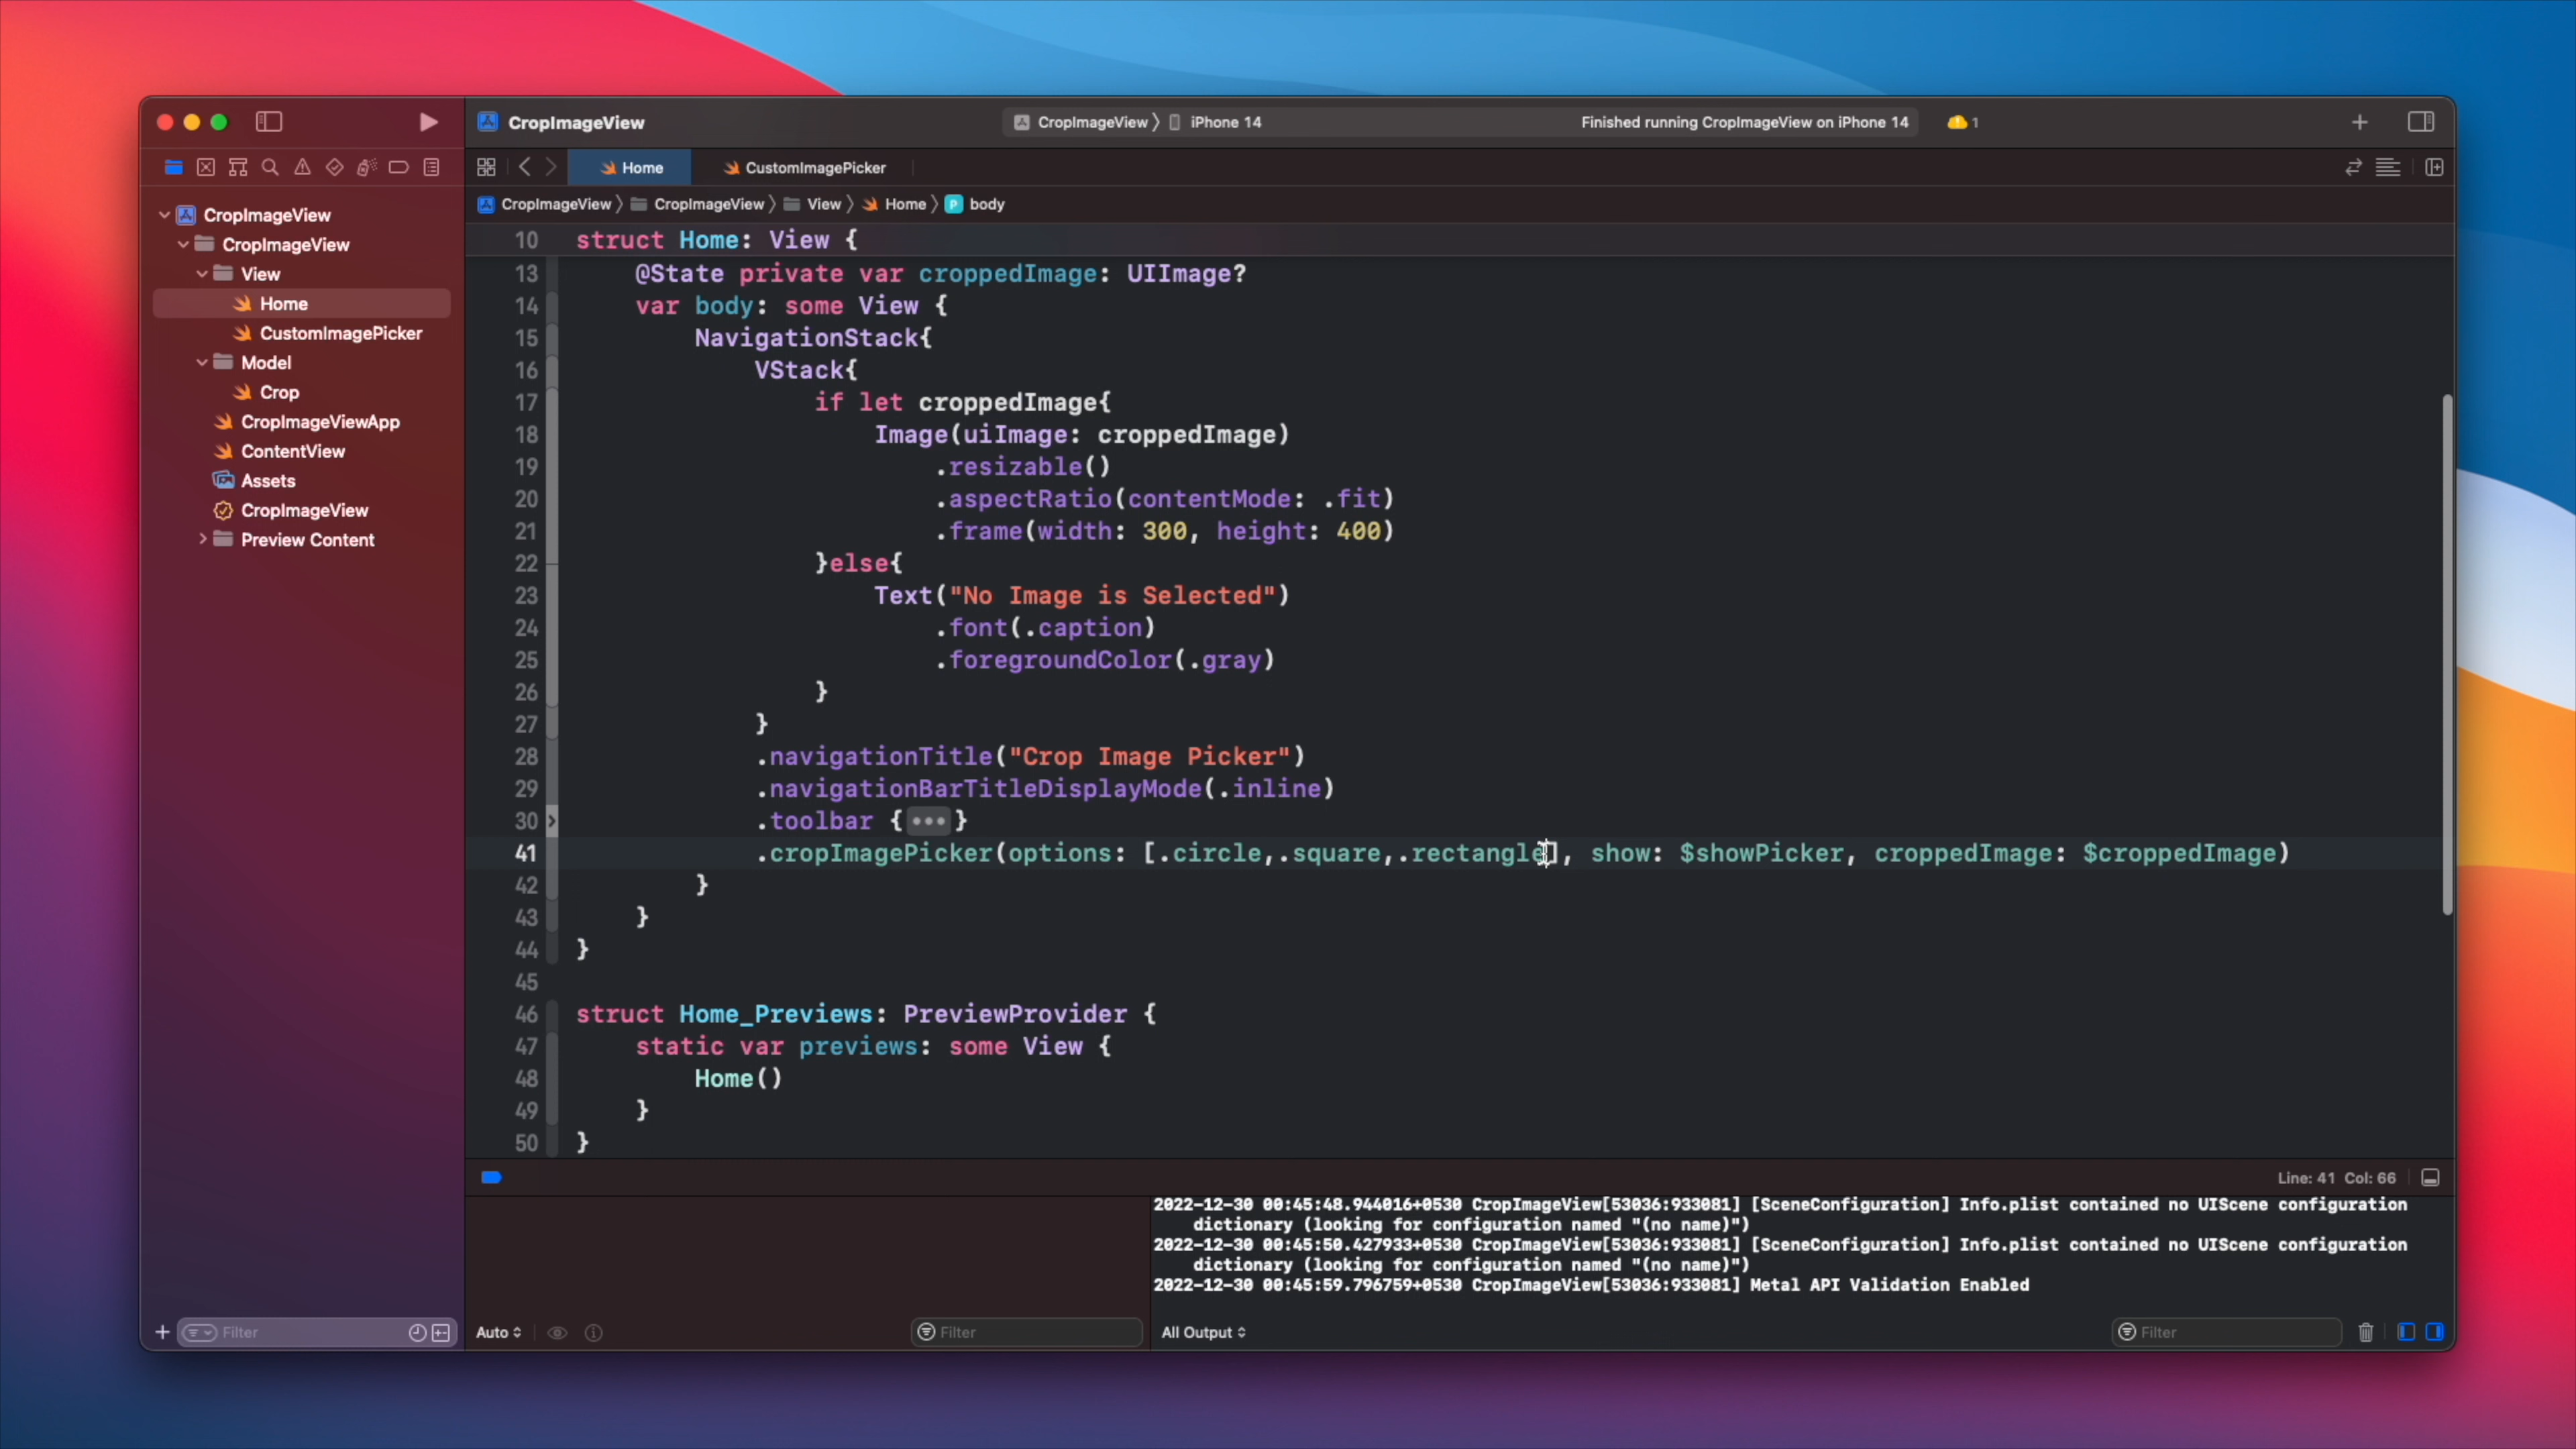 CropImageView
CropImageView 〉 iPhone 14
Finished running CropImageView on iPhone 14
1
Home
CustomImagePicker
CropImageView 〉 CropImageView 〉 View 〉 Home 〉 P body
CropImageView
CropImageView
View
Home
CustomImagePicker
Model
Crop
CropImageViewApp
ContentView
Assets
CropImageView
Preview Content
Filter
10 struct Home: View {
13 @State private var croppedImage: UIImage?
14 var body: some View {
15 NavigationStack{
16 VStack{
17 if let croppedImage{
18 Image(uiImage: croppedImage)
19 .resizable()
20 .aspectRatio(contentMode: .fit)
21 .frame(width: 300, height: 400)
22 }else{
23 Text("No Image is Selected")
24 .font(.caption)
25 .foregroundColor(.gray)
26 }
27 }
28 .navigationTitle("Crop Image Picker")
29 .navigationBarTitleDisplayMode(.inline)
30 .toolbar {•••}
41 .cropImagePicker(options: [.circle,.square,.rectangle], show: $showPicker, croppedImage: $croppedImage)
42 }
43 }
44 }
45
46 struct Home_Previews: PreviewProvider {
47 static var previews: some View {
48 Home()
49 }
50 }
Line: 41 Col: 66
2022-12-30 00:45:48.944016+0530 CropImageView[53036:933081] [SceneConfiguration] Info.plist contained no UIScene configuration
dictionary (looking for configuration named "(no name)")
2022-12-30 00:45:50.427933+0530 CropImageView[53036:933081] [SceneConfiguration] Info.plist contained no UIScene configuration
dictionary (looking for configuration named "(no name)")
2022-12-30 00:45:59.796759+0530 CropImageView[53036:933081] Metal API Validation Enabled
Auto
Filter
All Output
Filter